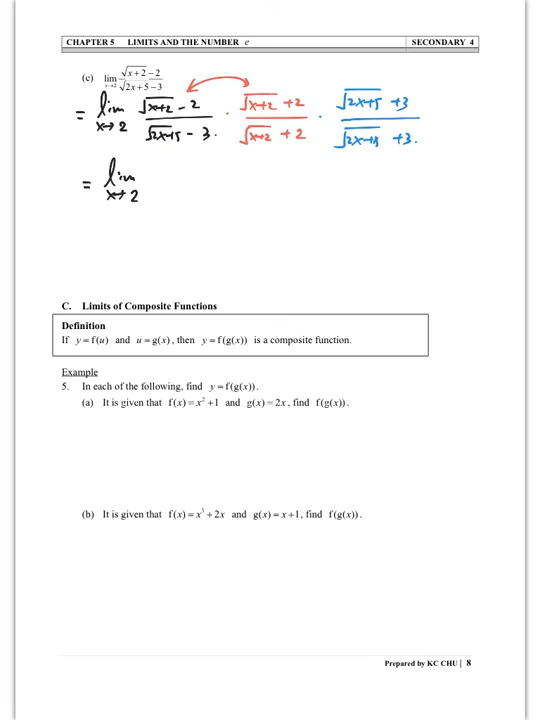 CHAPTER 5 LIMITS AND THE NUMBER e SECONDARY 4
(c) lim x→2 (√(x+2) − 2)/(√(2x+5) − 3)
= lim x→2 (√(x+2) − 2)/(√(2x+5) − 3) · (√(x+2) + 2)/(√(x+2) + 2) · (√(2x+5) + 3)/(√(2x+5) + 3)
= lim x→2
C. Limits of Composite Functions
Definition
If y = f(u) and u = g(x), then y = f(g(x)) is a composite function.
Example
5. In each of the following, find y = f(g(x)).
(a) It is given that f(x) = x² + 1 and g(x) = 2x, find f(g(x)).
(b) It is given that f(x) = x³ + 2x and g(x) = x + 1, find f(g(x)).
Prepared by KC CHU | 8